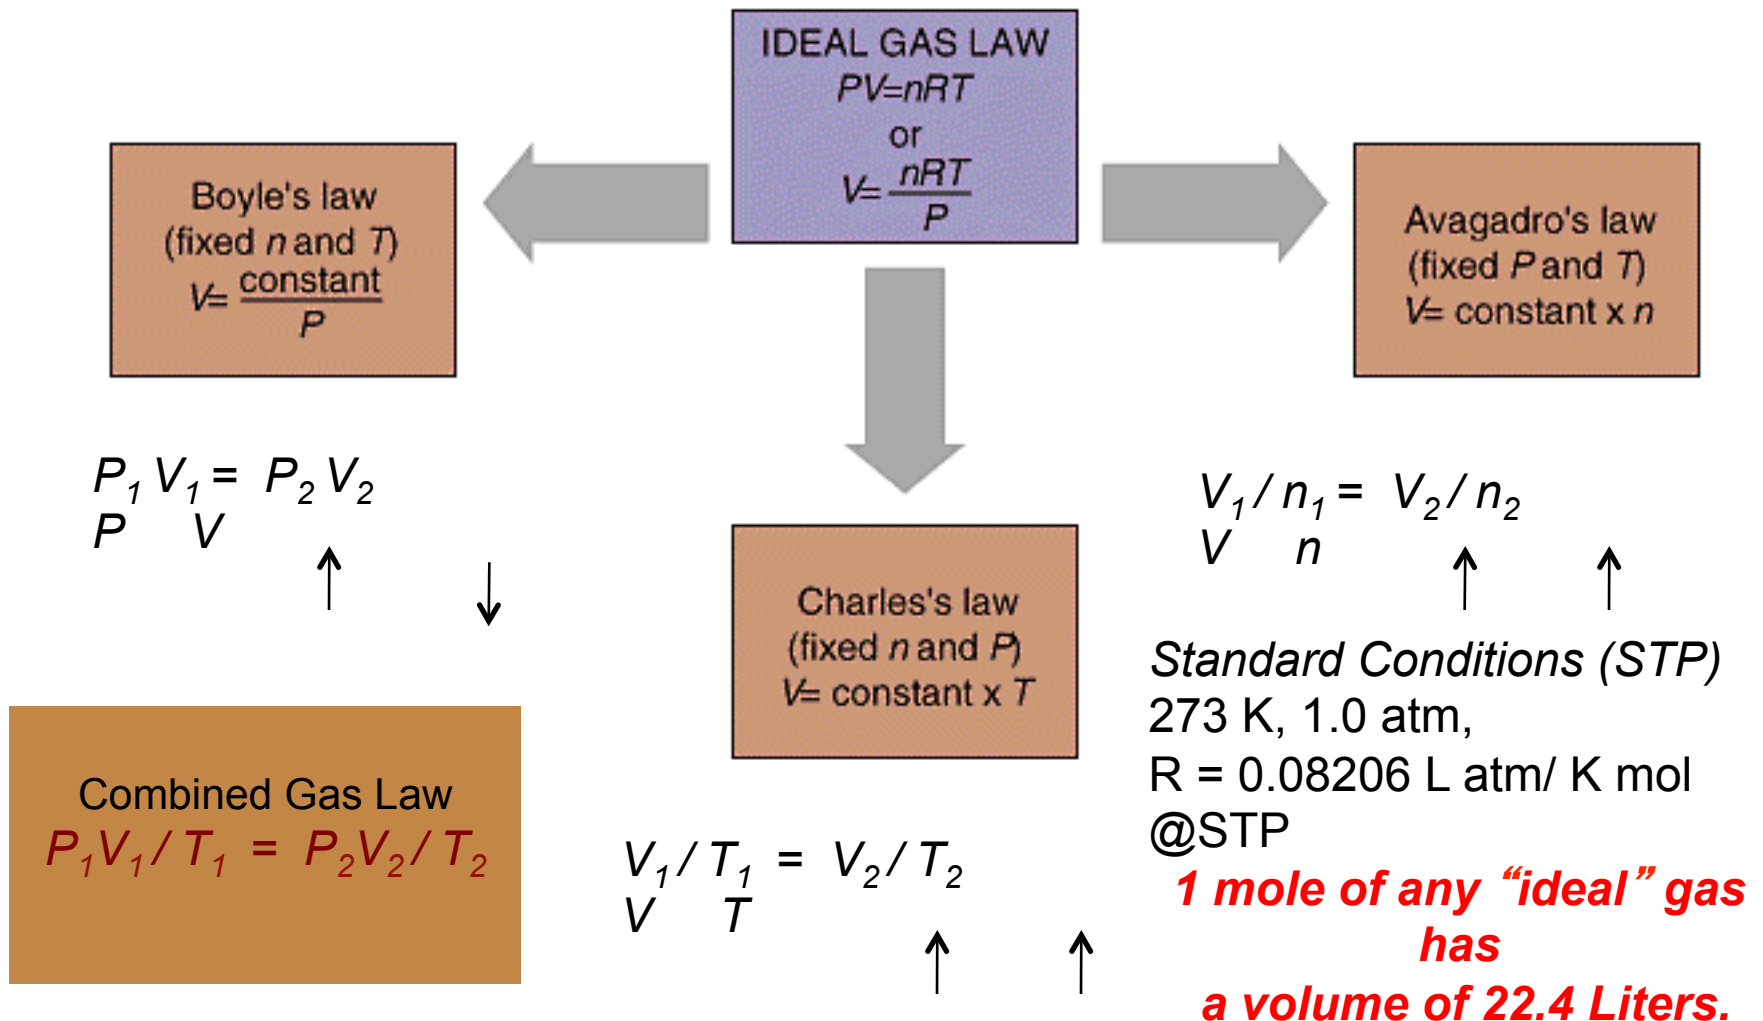 IDEAL GAS LAW
PV=nRT
or
V= nRT
P
Boyle's law
(fixed n and T)
V= constant
P
Avagadro's law
(fixed P and T)
V= constant x n
P1 V1 = P2 V2
P V
↑ ↓
V1 / n1 = V2 / n2
V n
↑ ↑
Charles's law
(fixed n and P)
V= constant x T
Standard Conditions (STP)
273 K, 1.0 atm,
R = 0.08206 L atm/ K mol
@STP
1 mole of any “ideal” gas
has
a volume of 22.4 Liters.
Combined Gas Law
P1V1 / T1 = P2V2 / T2
V1 / T1 = V2 / T2
V T
↑ ↑